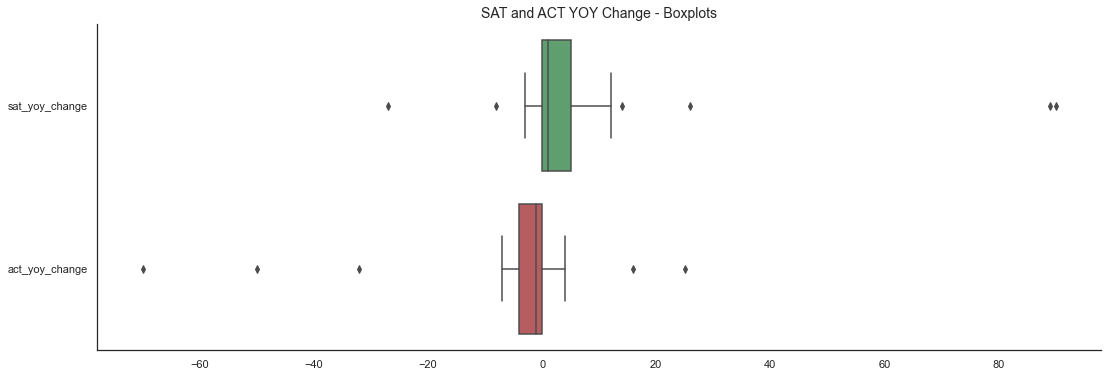 SAT and ACT YOY Change - Boxplots
sat_yoy_change
act_yoy_change
−60 −40 −20 0 20 40 60 80